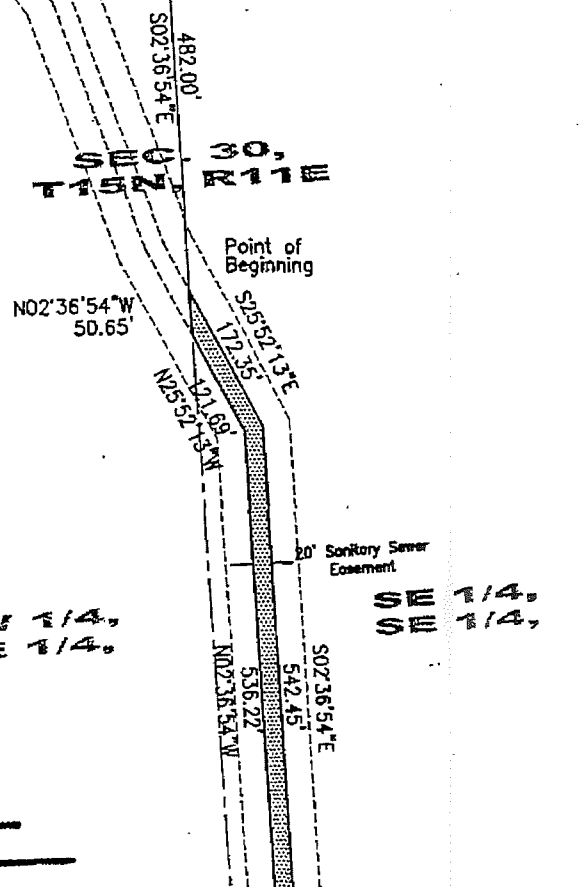 482.00'
S02°36'54"E
SEC. 30,
T15N, R11E
Point of
Beginning
N02°36'54"W
50.65'
S25°52'13"E
172.35'
121.69'
N25°52'13"W
20' Sanitary Sewer
Easement
SE 1/4,
SE 1/4,
1/4,
1/4,
N02°36'54"W
536.22'
542.45'
S02°36'54"E